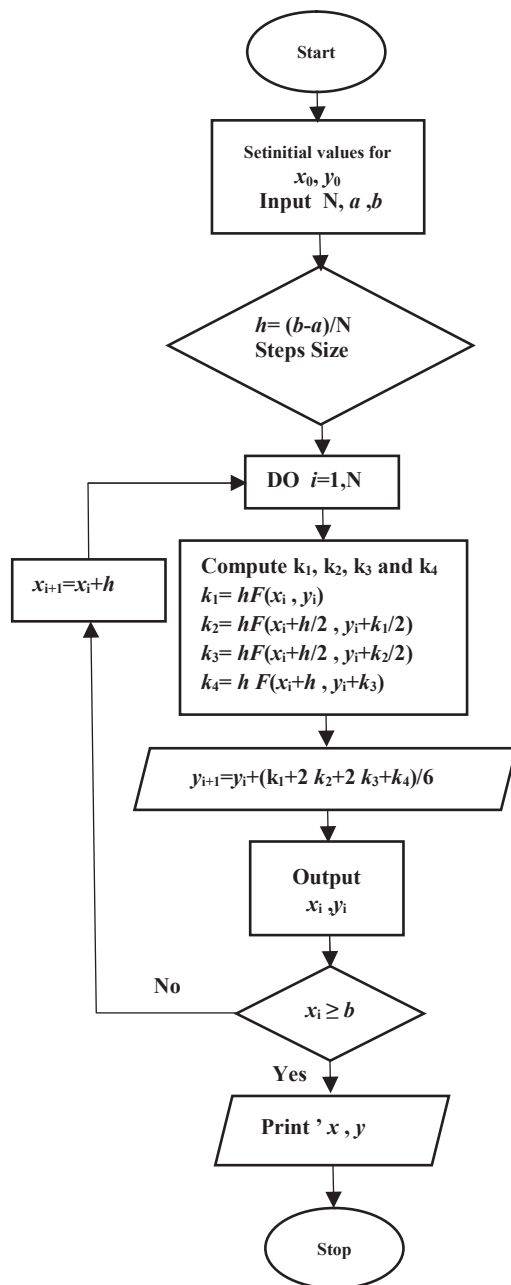 Start
Setinitial values for
x₀, y₀
Input N, a ,b
h= (b-a)/N
Steps Size
DO i=1,N
xᵢ₊₁=xᵢ+h
Compute k₁, k₂, k₃ and k₄
k₁= hF(xᵢ , yᵢ)
k₂= hF(xᵢ+h/2 , yᵢ+k₁/2)
k₃= hF(xᵢ+h/2 , yᵢ+k₂/2)
k₄= h F(xᵢ+h , yᵢ+k₃)
yᵢ₊₁=yᵢ+(k₁+2 k₂+2 k₃+k₄)/6
Output
xᵢ ,yᵢ
No
xᵢ ≥ b
Yes
Print ’ x , y
Stop